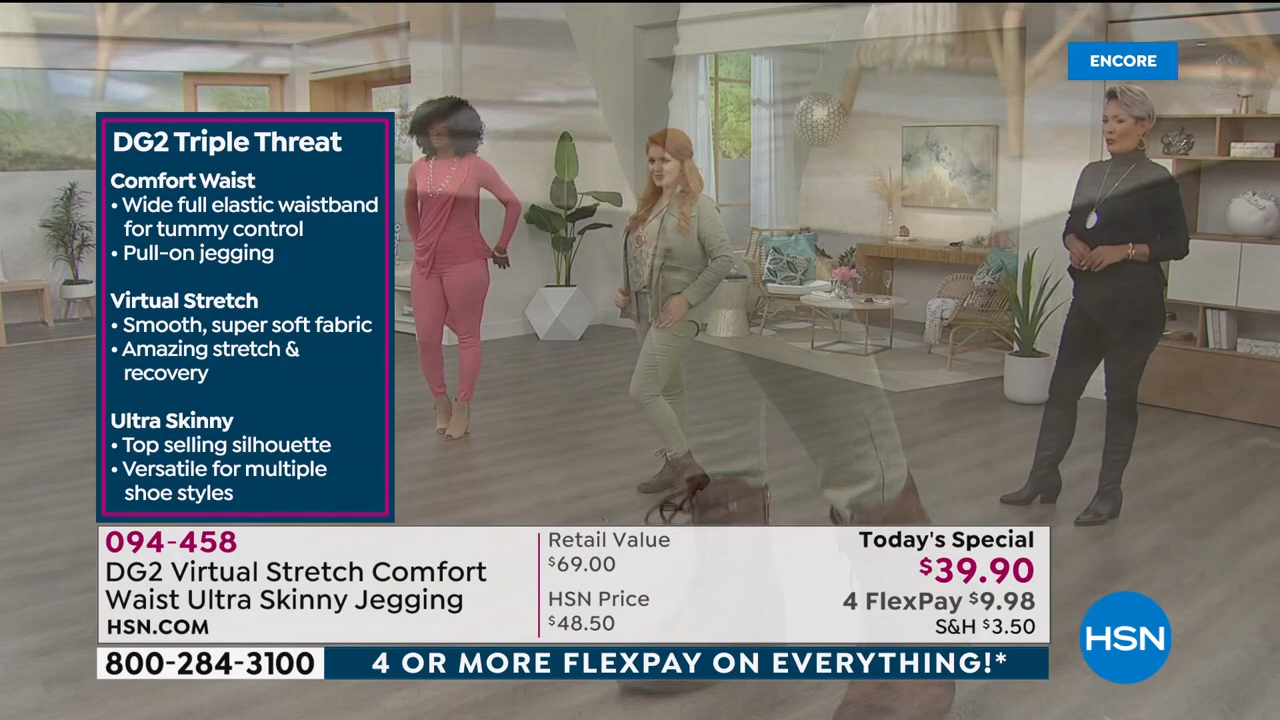 ENCORE
DG2 Triple Threat
Comfort Waist
• Wide full elastic waistband
for tummy control
• Pull-on jegging
Virtual Stretch
• Smooth, super soft fabric
• Amazing stretch &
recovery
Ultra Skinny
• Top selling silhouette
• Versatile for multiple
shoe styles
094-458
DG2 Virtual Stretch Comfort
Waist Ultra Skinny Jegging
HSN.COM
Retail Value
$69.00
HSN Price
$48.50
Today's Special
$39.90
4 FlexPay $9.98
S&H $3.50
HSN
800-284-3100
4 OR MORE FLEXPAY ON EVERYTHING!*